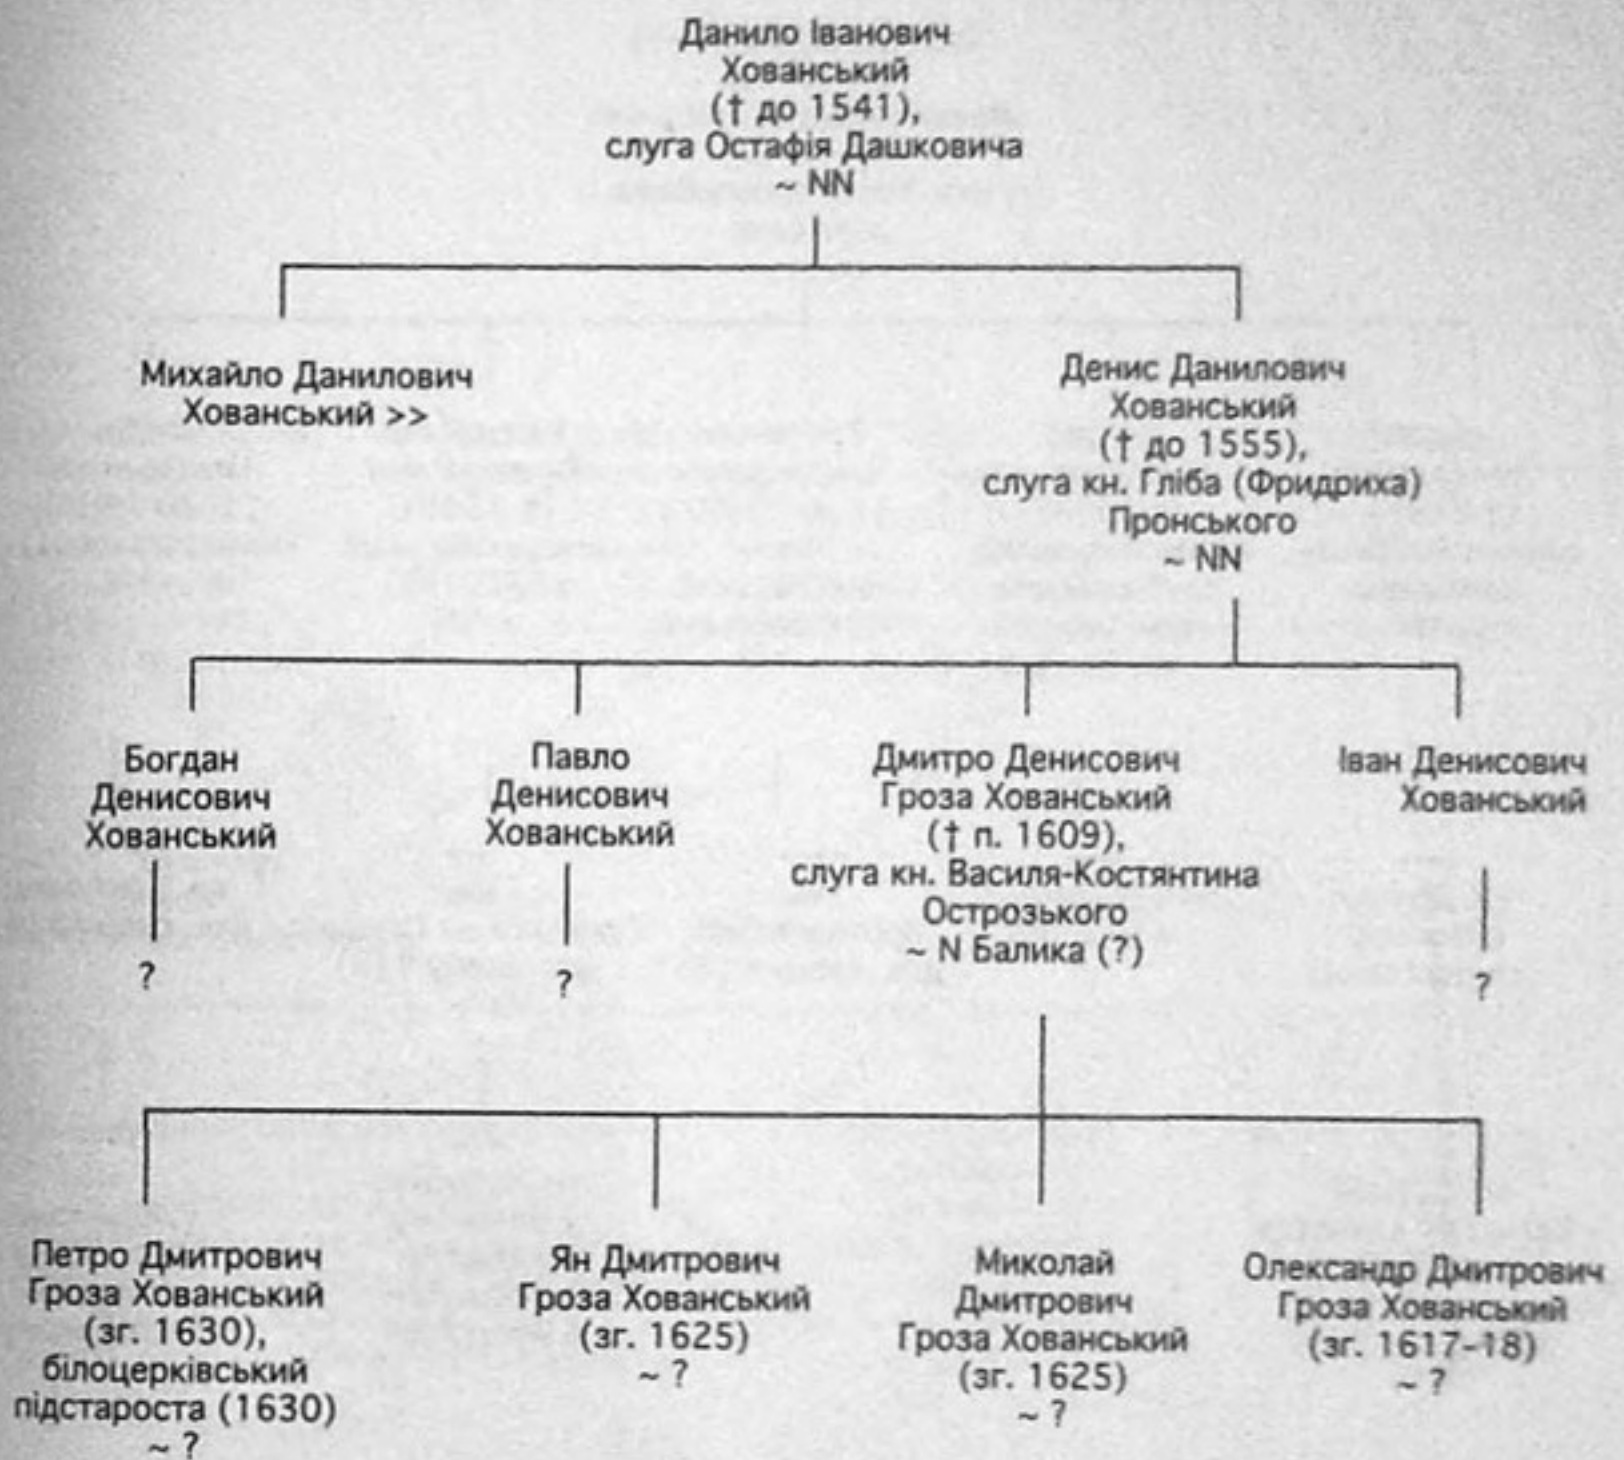 Данило Іванович
Хованський
(† до 1541),
слуга Остафія Дашковича
~ NN
Михайло Данилович
Хованський >>
Денис Данилович
Хованський
(† до 1555),
слуга кн. Гліба (Фридриха)
Пронського
~ NN
Богдан
Денисович
Хованський
?
Павло
Денисович
Хованський
?
Дмитро Денисович
Гроза Хованський
(† п. 1609),
слуга кн. Василя-Костянтина
Острозького
~ N Балика (?)
Іван Денисович
Хованський
?
Петро Дмитрович
Гроза Хованський
(зг. 1630),
білоцерківський
підстароста (1630)
~ ?
Ян Дмитрович
Гроза Хованський
(зг. 1625)
~ ?
Миколай
Дмитрович
Гроза Хованський
(зг. 1625)
~ ?
Олександр Дмитрович
Гроза Хованський
(зг. 1617-18)
~ ?